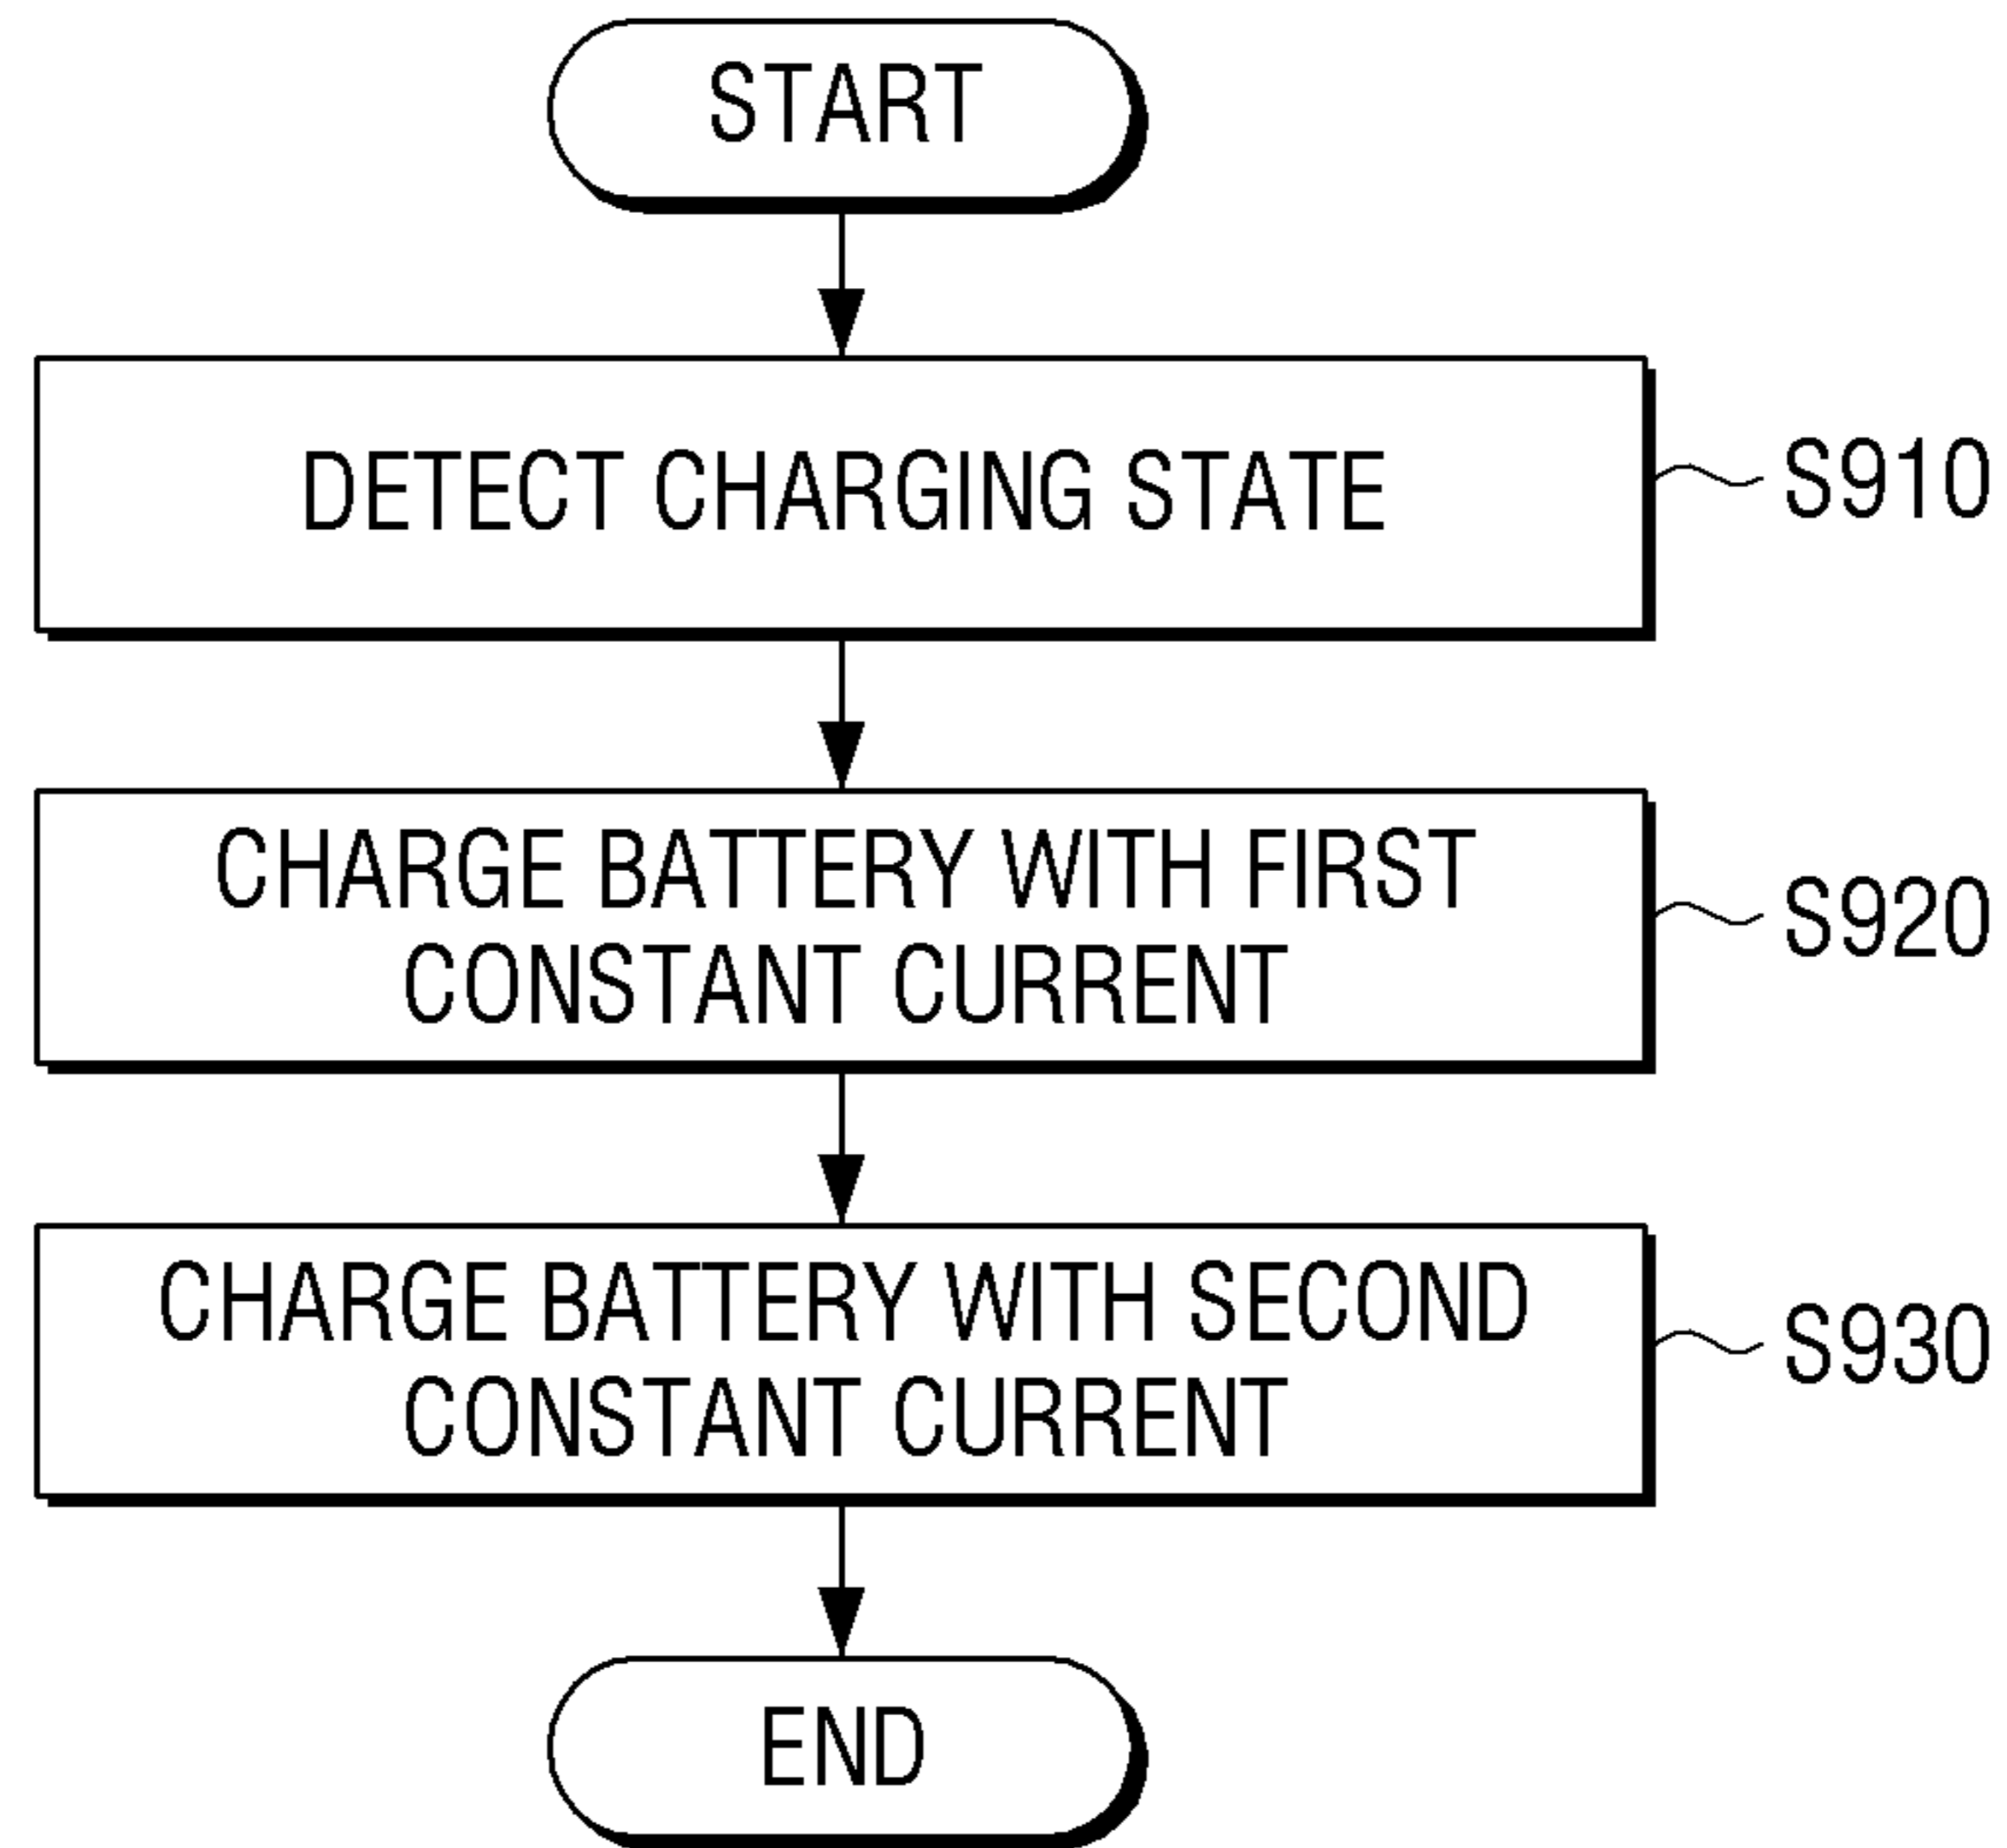 START
DETECT CHARGING STATE
S910
CHARGE BATTERY WITH FIRST
CONSTANT CURRENT
S920
CHARGE BATTERY WITH SECOND
CONSTANT CURRENT
S930
END